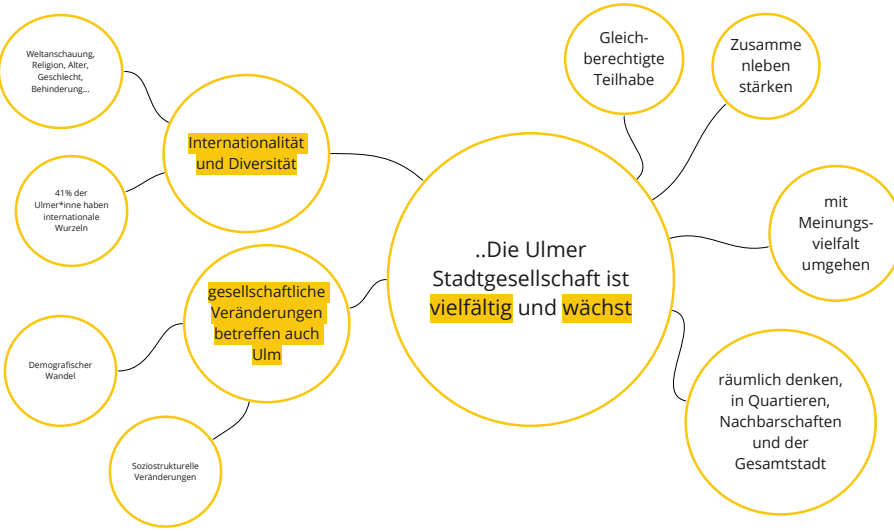 Weltanschauung,
Religion, Alter,
Geschlecht,
Behinderung...
41% der
Ulmer*inne haben
internationale
Wurzeln
Internationalität
und Diversität
gesellschaftliche
Veränderungen
betreffen auch
Ulm
Demografischer
Wandel
Soziostrukturelle
Veränderungen
..Die Ulmer
Stadtgesellschaft ist
vielfältig und wächst
Gleich-
berechtigte
Teilhabe
Zusamme
nleben
stärken
mit
Meinungs-
vielfalt
umgehen
räumlich denken,
in Quartieren,
Nachbarschaften
und der
Gesamtstadt